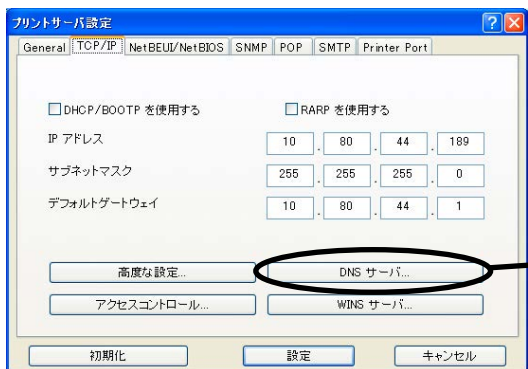 プリントサーバ設定
General TCP/IP NetBEUI/NetBIOS SNMP POP SMTP Printer Port
DHCP/BOOTP を使用する RARP を使用する
IP アドレス 10 . 80 . 44 . 189
サブネットマスク 255 . 255 . 255 . 0
デフォルトゲートウェイ 10 . 80 . 44 . 1
高度な設定... DNS サーバ...
アクセスコントロール... WINS サーバ...
初期化 設定 キャンセル